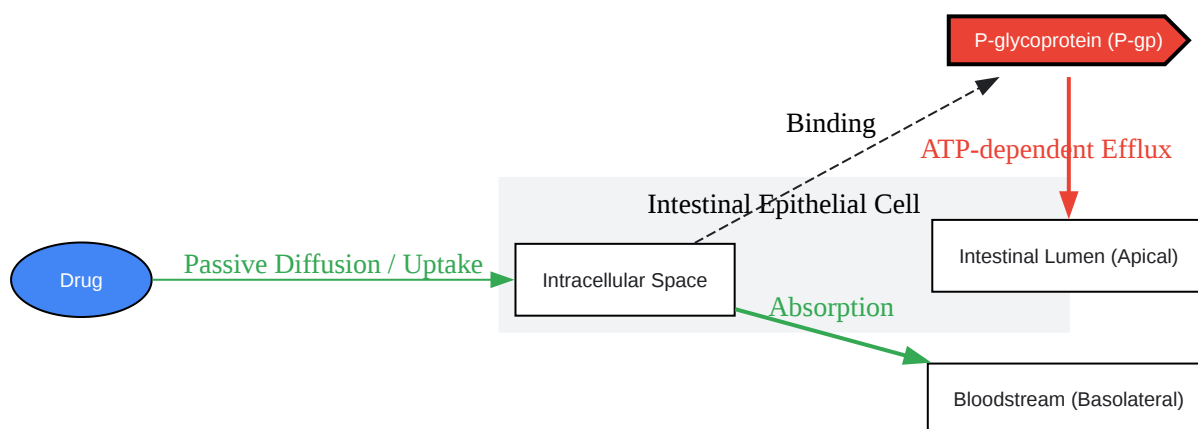 P-glycoprotein (P-gp)
Binding
ATP-dependent Efflux
Intestinal Epithelial Cell
Intestinal Lumen (Apical)
Passive Diffusion / Uptake
Drug
Intracellular Space
Absorption
Bloodstream (Basolateral)